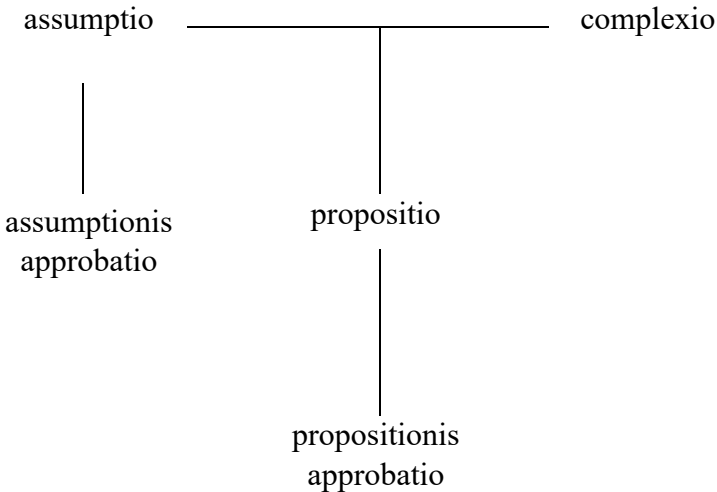 assumptio
complexio
assumptionis
approbatio
propositio
propositionis
approbatio